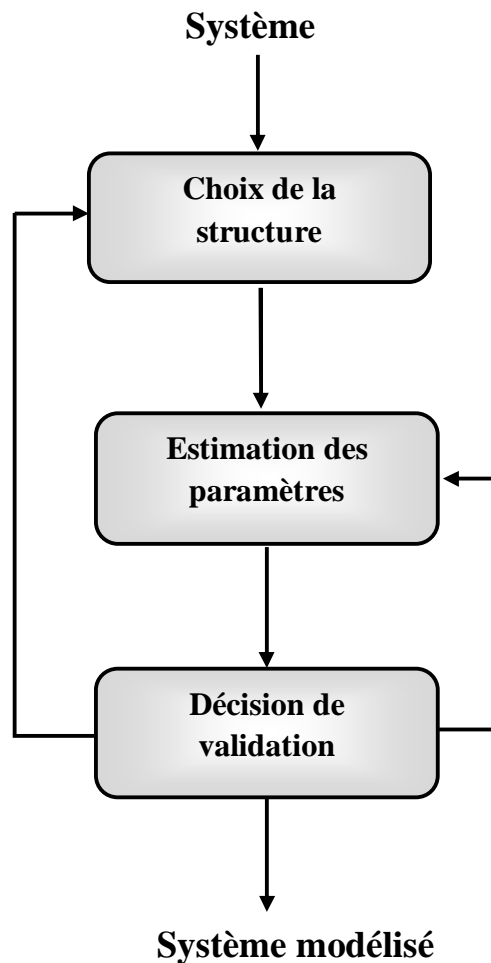 Système
Choix de la
structure
Estimation des
paramètres
Décision de
validation
Système modélisé